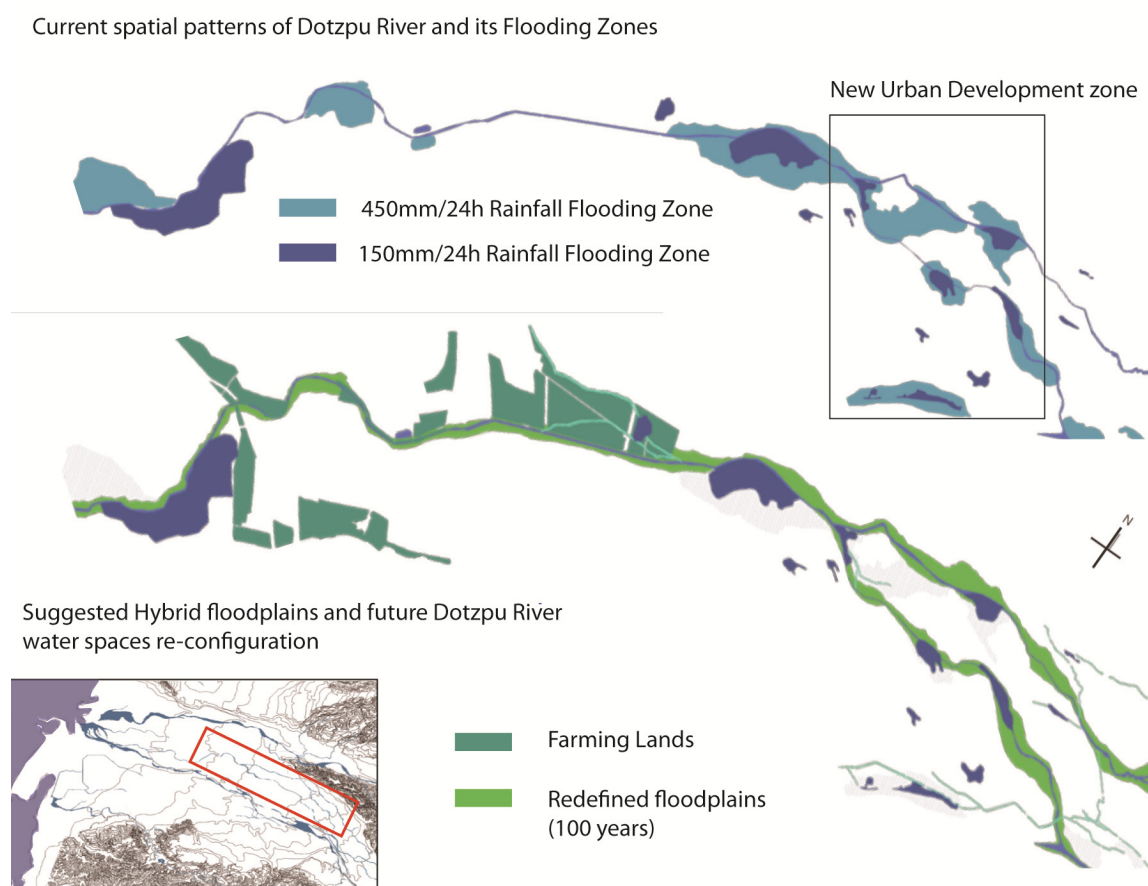 Current spatial patterns of Dotzpu River and its Flooding Zones
New Urban Development zone
450mm/24h Rainfall Flooding Zone
150mm/24h Rainfall Flooding Zone
N
Suggested Hybrid floodplains and future Dotzpu River
water spaces re-configuration
Farming Lands
Redefined floodplains
(100 years)